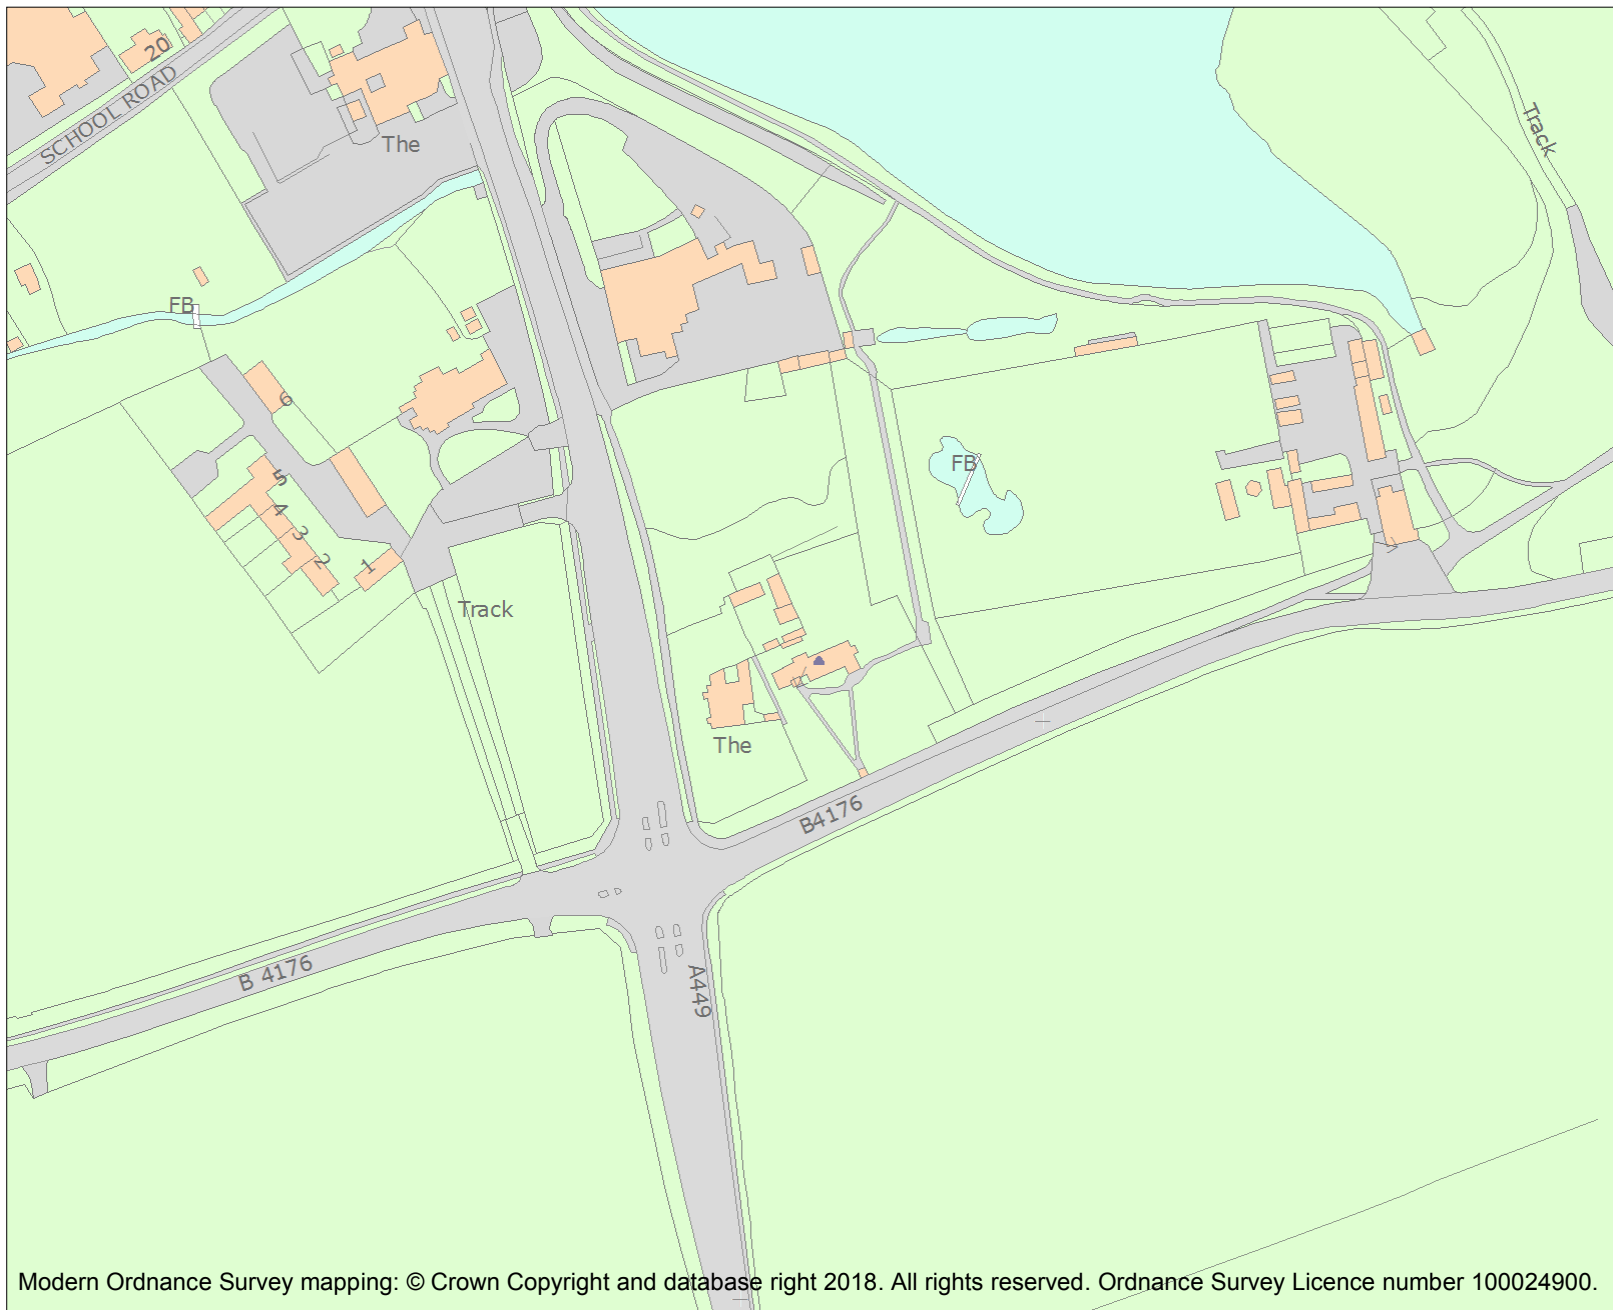 20
SCHOOL ROAD
The
Track
FB
6
FB
5
4
3
2
1
Track
The
B4176
B 4176
A449
Modern Ordnance Survey mapping: © Crown Copyright and database right 2018. All rights reserved. Ordnance Survey Licence number 100024900.